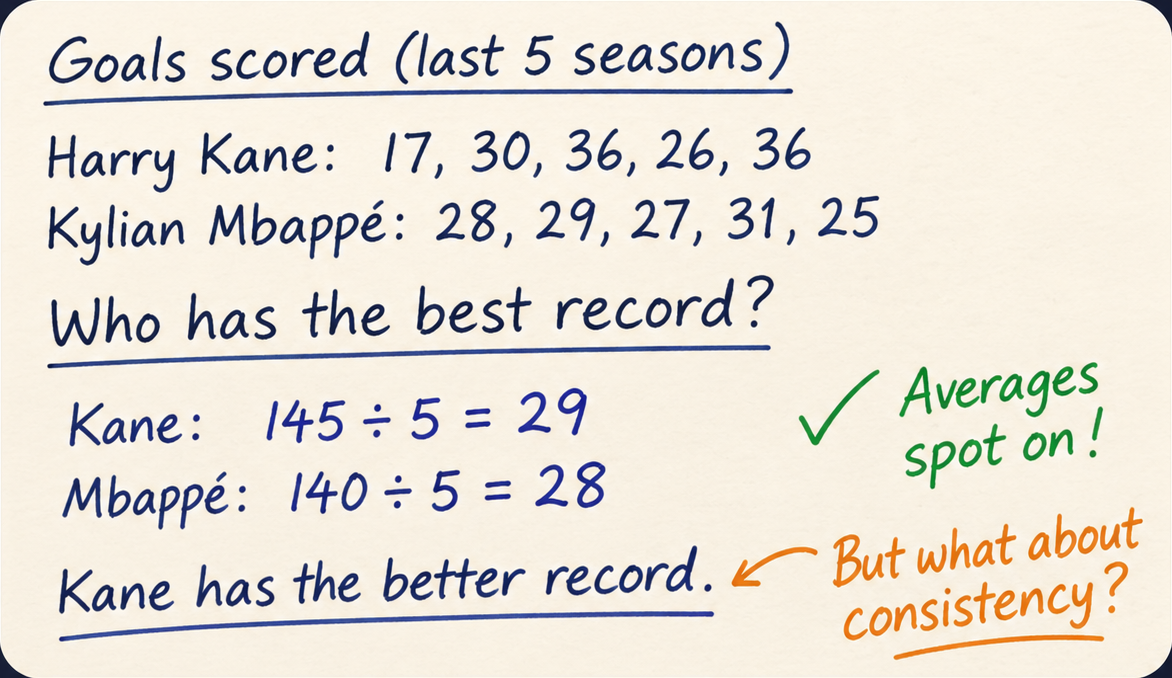 Goals scored (last 5 seasons)
Harry Kane: 17, 30, 36, 26, 36
Kylian Mbappé: 28, 29, 27, 31, 25
Who has the best record?
Kane: 145 ÷ 5 = 29
Mbappé: 140 ÷ 5 = 28
Kane has the better record.
✓ Averages
spot on!
But what about
consistency?